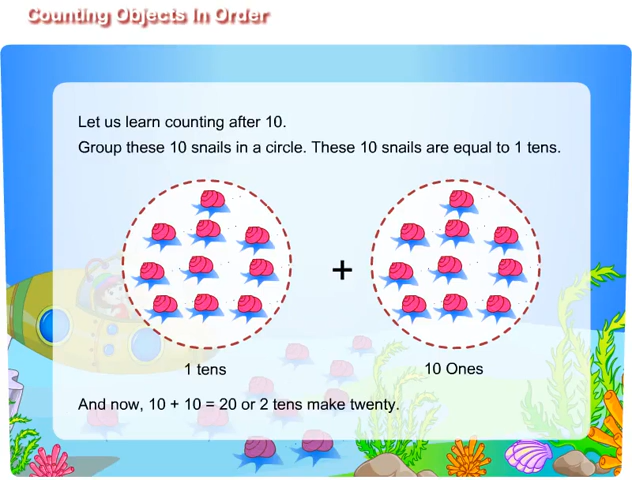 Counting Objects In Order
Let us learn counting after 10.
Group these 10 snails in a circle. These 10 snails are equal to 1 tens.
+
1 tens
10 Ones
And now, 10 + 10 = 20 or 2 tens make twenty.